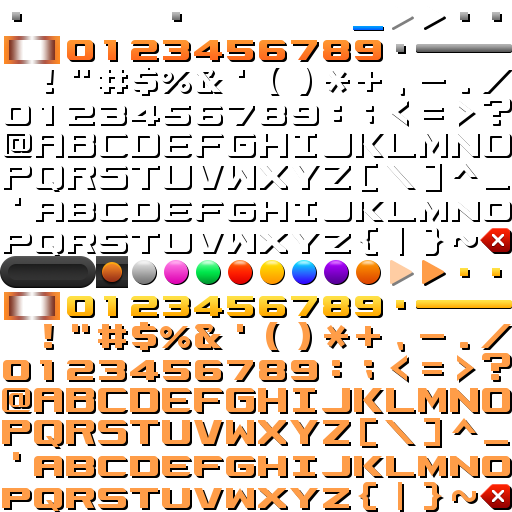 0123456789
!"#$%&'()*+,-./
0123456789:;<=>?
@ABCDEFGHIJKLMNO
PQRSTUVWXYZ[\]^_
'ABCDEFGHIJKLMNO
PQRSTUVWXYZ{|}~
0123456789
!"#$%&'()*+,-./
0123456789:;<=>?
@ABCDEFGHIJKLMNO
PQRSTUVWXYZ[\]^_
'ABCDEFGHIJKLMNO
PQRSTUVWXYZ{|}~